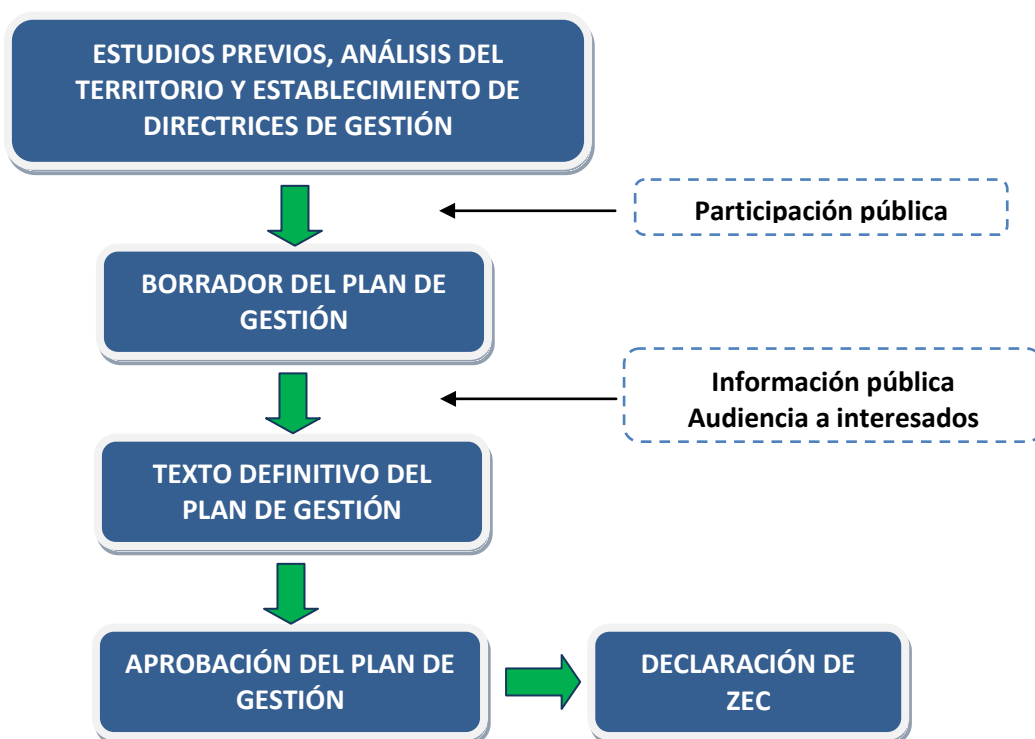 ESTUDIOS PREVIOS, ANÁLISIS DEL
TERRITORIO Y ESTABLECIMIENTO DE
DIRECTRICES DE GESTIÓN
Participación pública
BORRADOR DEL PLAN DE
GESTIÓN
Información pública
Audiencia a interesados
TEXTO DEFINITIVO DEL
PLAN DE GESTIÓN
APROBACIÓN DEL PLAN DE
GESTIÓN
DECLARACIÓN DE
ZEC